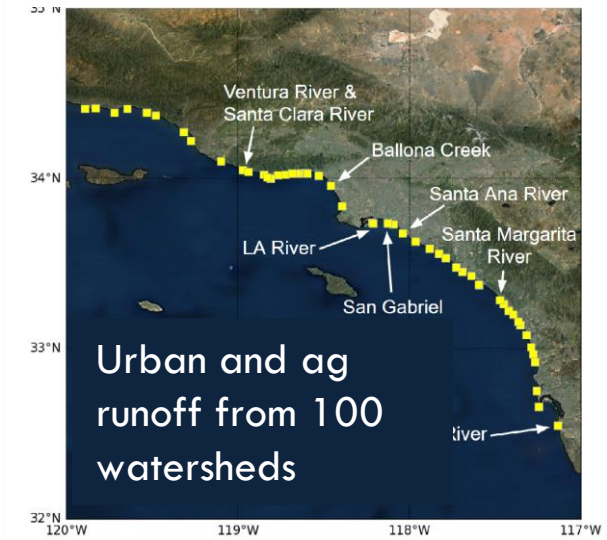 35°N
Ventura River &
Santa Clara River
Ballona Creek
34°N
Santa Ana River
LA River
Santa Margarita
River
San Gabriel
33°N
Urban and ag
runoff from 100
watersheds
River
32°N
120°W
119°W
118°W
117°W